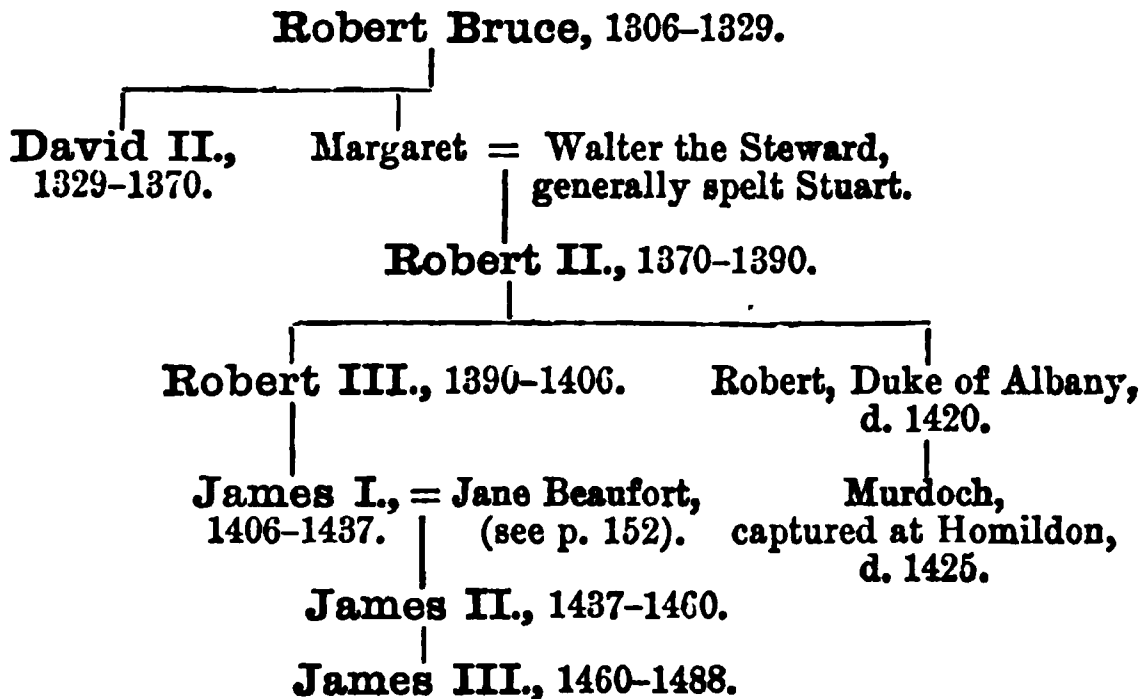 Robert Bruce, 1306–1329.
David II., Margaret = Walter the Steward,
1329–1370. generally spelt Stuart.
Robert II., 1370–1390.
Robert III., 1390–1406. Robert, Duke of Albany,
d. 1420.
James I., = Jane Beaufort, Murdoch,
1406–1437. (see p. 152). captured at Homildon,
d. 1425.
James II., 1437–1460.
James III., 1460–1488.